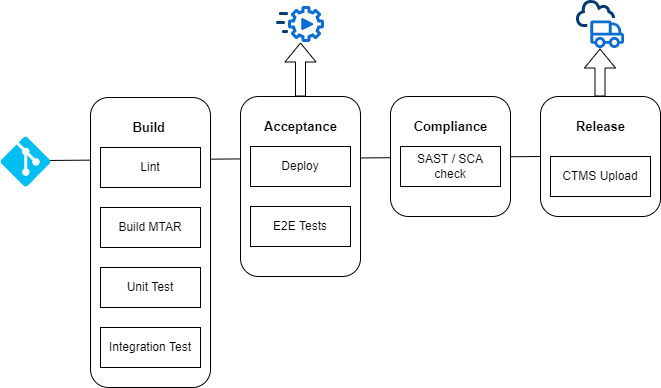 Build
Lint
Build MTAR
Unit Test
Integration Test
Acceptance
Deploy
E2E Tests
Compliance
SAST / SCA
check
Release
CTMS Upload